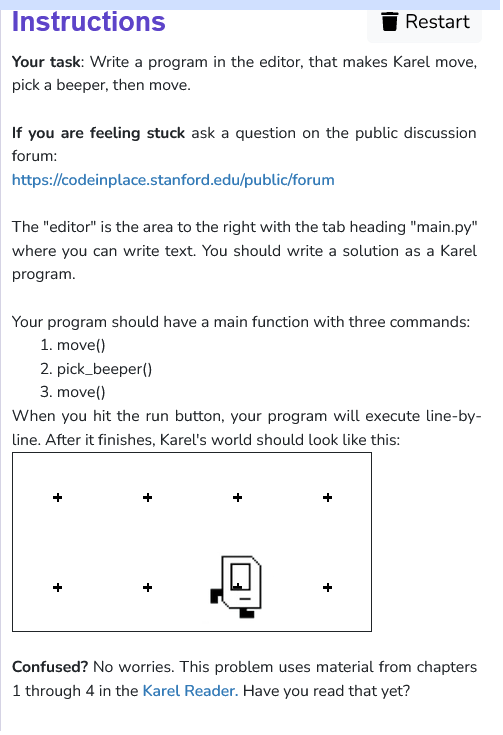 Instructions
Restart
Your task: Write a program in the editor, that makes Karel move,
pick a beeper, then move.
If you are feeling stuck ask a question on the public discussion
forum:
https://codeinplace.stanford.edu/public/forum
The "editor" is the area to the right with the tab heading "main.py"
where you can write text. You should write a solution as a Karel
program.
Your program should have a main function with three commands:
1. move()
2. pick_beeper()
3. move()
When you hit the run button, your program will execute line-by-
line. After it finishes, Karel's world should look like this:
Confused? No worries. This problem uses material from chapters
1 through 4 in the Karel Reader. Have you read that yet?